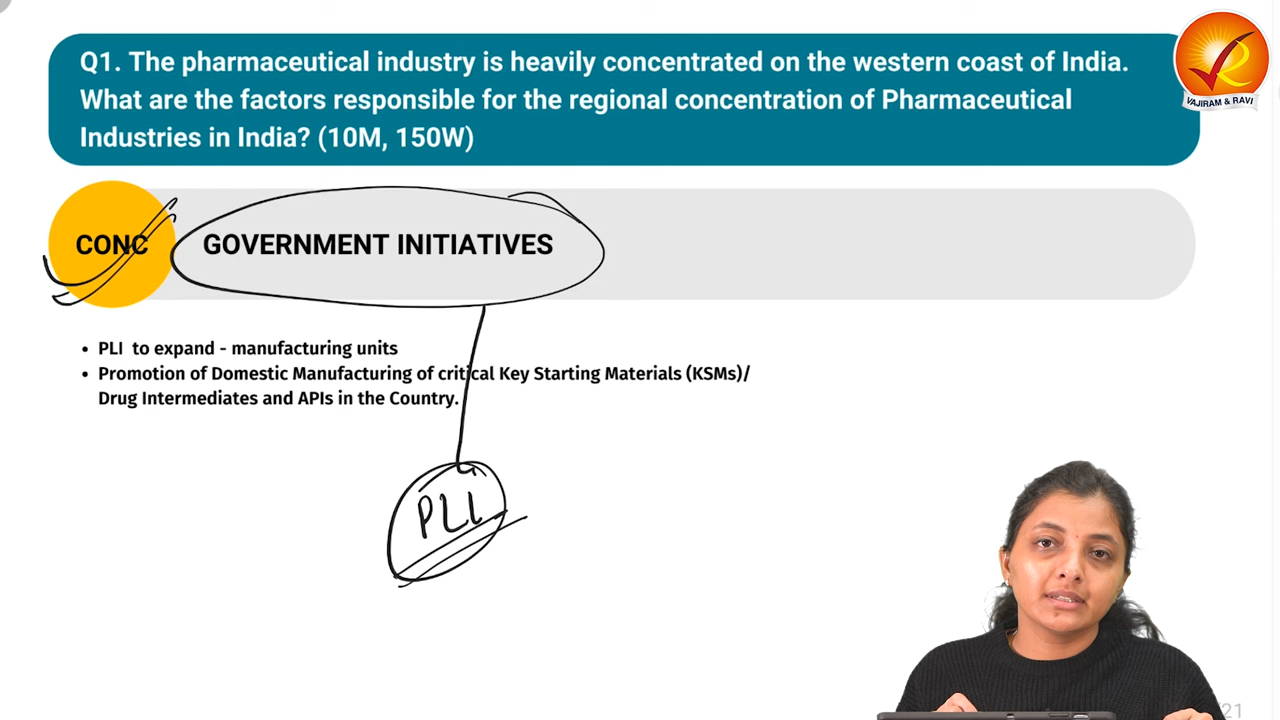 Q1. The pharmaceutical industry is heavily concentrated on the western coast of India.
What are the factors responsible for the regional concentration of Pharmaceutical
Industries in India? (10M, 150W)
VAJIRAM & RAVI
CONC
GOVERNMENT INITIATIVES
• PLI to expand - manufacturing units
• Promotion of Domestic Manufacturing of critical Key Starting Materials (KSMs)/
Drug Intermediates and APIs in the Country.
PLI